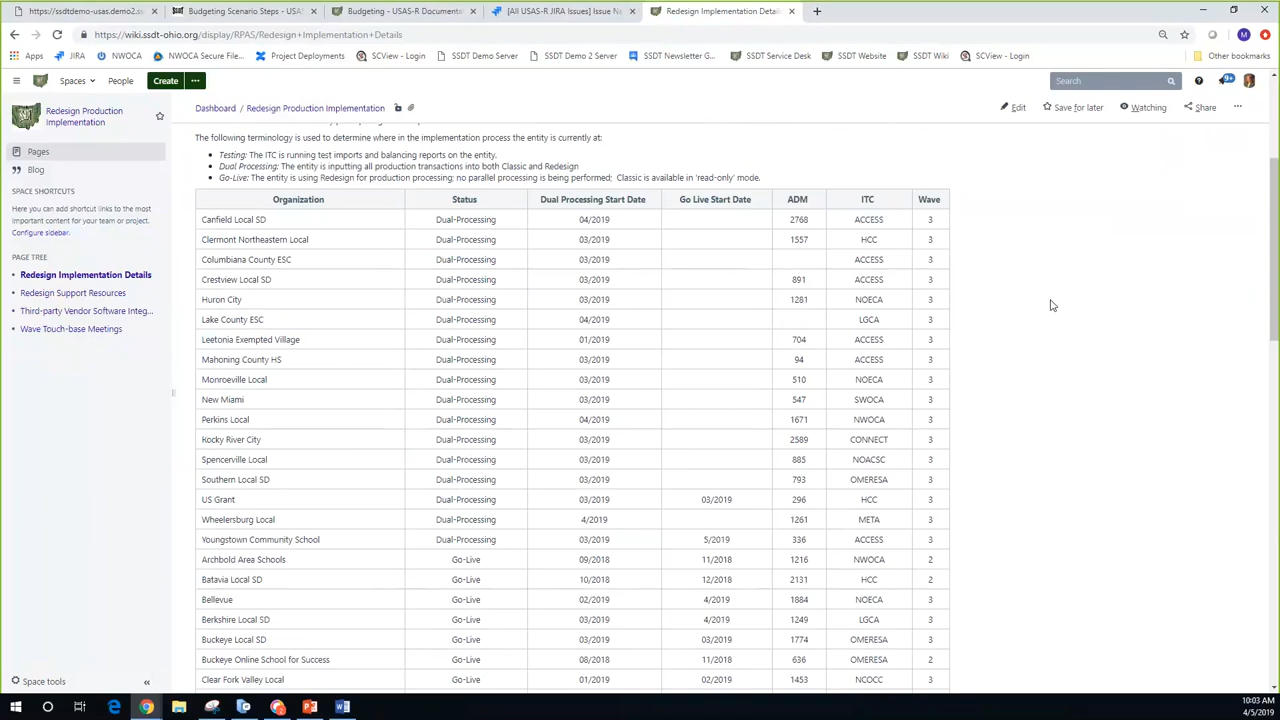 https://ssdtdemo-usas.demo2.ss
Budgeting Scenario Steps - USAS-
Budgeting - USAS-R Documentat
[All USAS-R JIRA Issues] Issue Na
Redesign Implementation Detail
https://wiki.ssdt-ohio.org/display/RPAS/Redesign+Implementation+Details
M
Apps JIRA NWOCA NWOCA Secure File... Project Deployments SCView - Login SSDT Demo Server SSDT Demo 2 Server SSDT Newsletter G... SSDT Service Desk SSDT Website SSDT Wiki SCView - Login Other bookmarks
Spaces People Create ... Search 9+
Redesign Production
Implementation
Pages
Blog
SPACE SHORTCUTS
Here you can add shortcut links to the most
important content for your team or project.
Configure sidebar.
PAGE TREE
Redesign Implementation Details
Redesign Support Resources
Third-party Vendor Software Integ...
Wave Touch-base Meetings
Space tools
Dashboard / Redesign Production Implementation
Edit Save for later Watching Share ...
The following terminology is used to determine where in the implementation process the entity is currently at:
Testing: The ITC is running test imports and balancing reports on the entity.
Dual Processing: The entity is inputting all production transactions into both Classic and Redesign
Go-Live: The entity is using Redesign for production processing; no parallel processing is being performed; Classic is available in 'read-only' mode.
Organization Status Dual Processing Start Date Go Live Start Date ADM ITC Wave
Canfield Local SD Dual-Processing 04/2019 2768 ACCESS 3
Clermont Northeastern Local Dual-Processing 03/2019 1557 HCC 3
Columbiana County ESC Dual-Processing 03/2019 ACCESS 3
Crestview Local SD Dual-Processing 03/2019 891 ACCESS 3
Huron City Dual-Processing 03/2019 1281 NOECA 3
Lake County ESC Dual-Processing 04/2019 LGCA 3
Leetonia Exempted Village Dual-Processing 01/2019 704 ACCESS 3
Mahoning County HS Dual-Processing 03/2019 94 ACCESS 3
Monroeville Local Dual-Processing 03/2019 510 NOECA 3
New Miami Dual-Processing 03/2019 547 SWOCA 3
Perkins Local Dual-Processing 04/2019 1671 NWOCA 3
Rocky River City Dual-Processing 03/2019 2589 CONNECT 3
Spencerville Local Dual-Processing 03/2019 885 NOACSC 3
Southern Local SD Dual-Processing 03/2019 793 OMERESA 3
US Grant Dual-Processing 03/2019 03/2019 296 HCC 3
Wheelersburg Local Dual-Processing 4/2019 1261 META 3
Youngstown Community School Dual-Processing 03/2019 5/2019 336 ACCESS 3
Archbold Area Schools Go-Live 09/2018 11/2018 1216 NWOCA 2
Batavia Local SD Go-Live 10/2018 12/2018 2131 HCC 2
Bellevue Go-Live 02/2019 4/2019 1884 NOECA 3
Berkshire Local SD Go-Live 03/2019 4/2019 1249 LGCA 3
Buckeye Local SD Go-Live 03/2019 03/2019 1774 OMERESA 3
Buckeye Online School for Success Go-Live 08/2018 11/2018 636 OMERESA 2
Clear Fork Valley Local Go-Live 01/2019 02/2019 1453 NCOCC 3
10:03 AM
4/5/2019